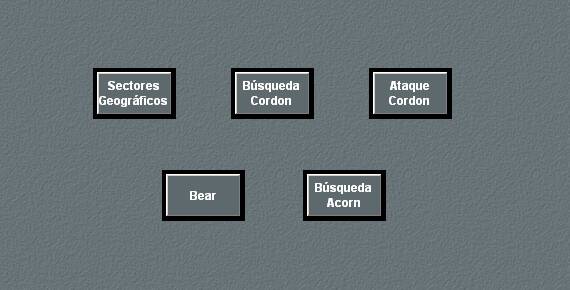 Sectores
Geográficos
Búsqueda
Cordon
Ataque
Cordon
Bear
Búsqueda
Acorn